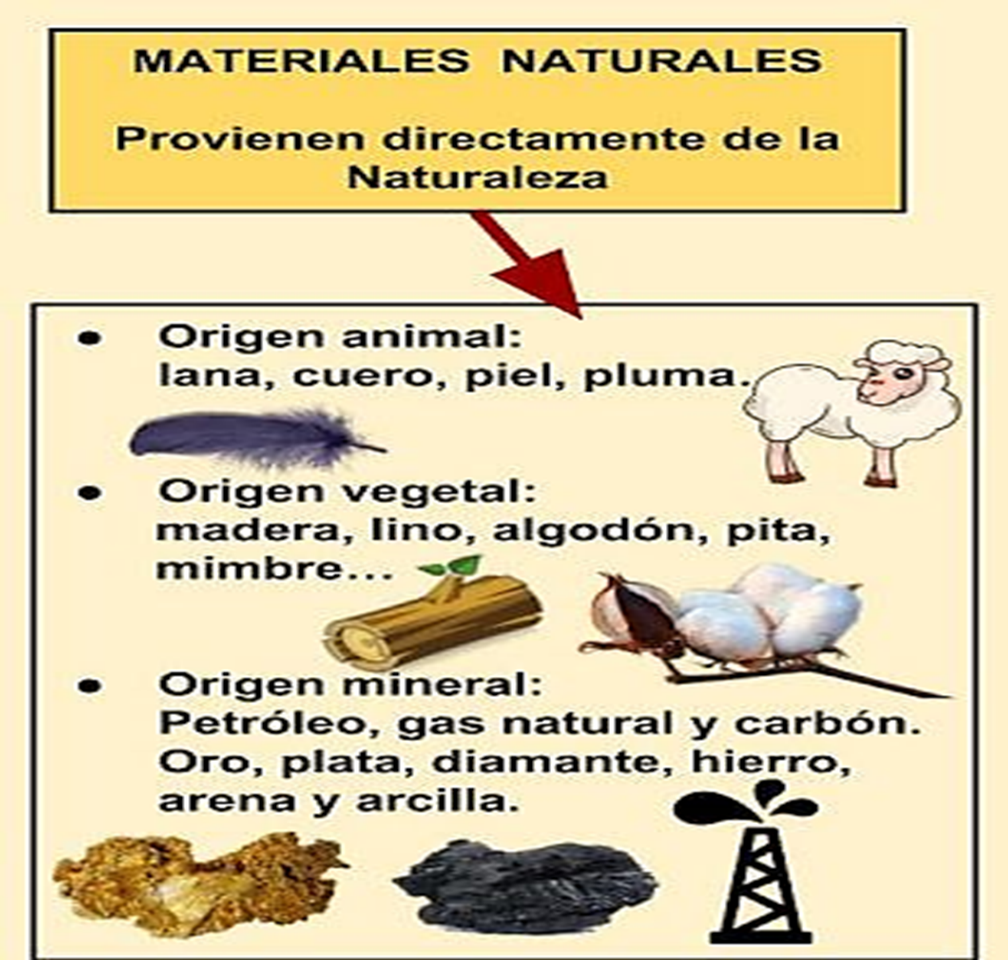 MATERIALES NATURALES
Provienen directamente de la
Naturaleza
• Origen animal:
lana, cuero, piel, pluma.
• Origen vegetal:
madera, lino, algodón, pita,
mimbre...
• Origen mineral:
Petróleo, gas natural y carbón.
Oro, plata, diamante, hierro,
arena y arcilla.